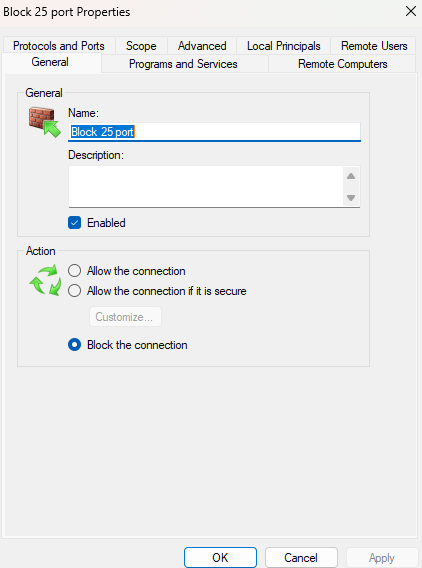 Block 25 port Properties
Protocols and Ports Scope Advanced Local Principals Remote Users
General Programs and Services Remote Computers
General
Name:
Block 25 port
Description:
Enabled
Action
Allow the connection
Allow the connection if it is secure
Customize...
Block the connection
OK Cancel Apply